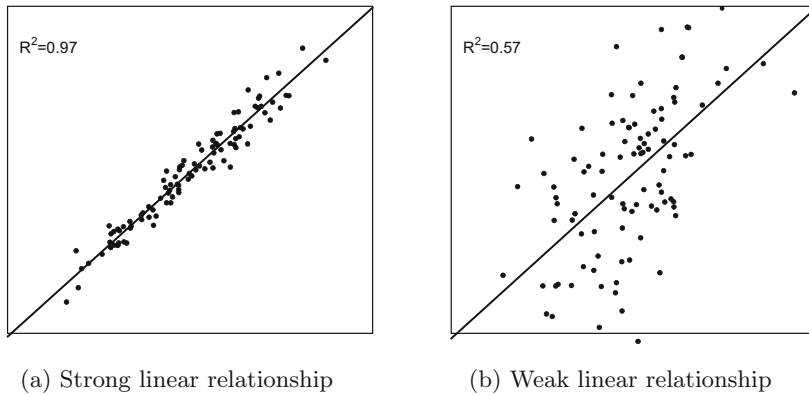 R²=0.97
R²=0.57
(a) Strong linear relationship
(b) Weak linear relationship